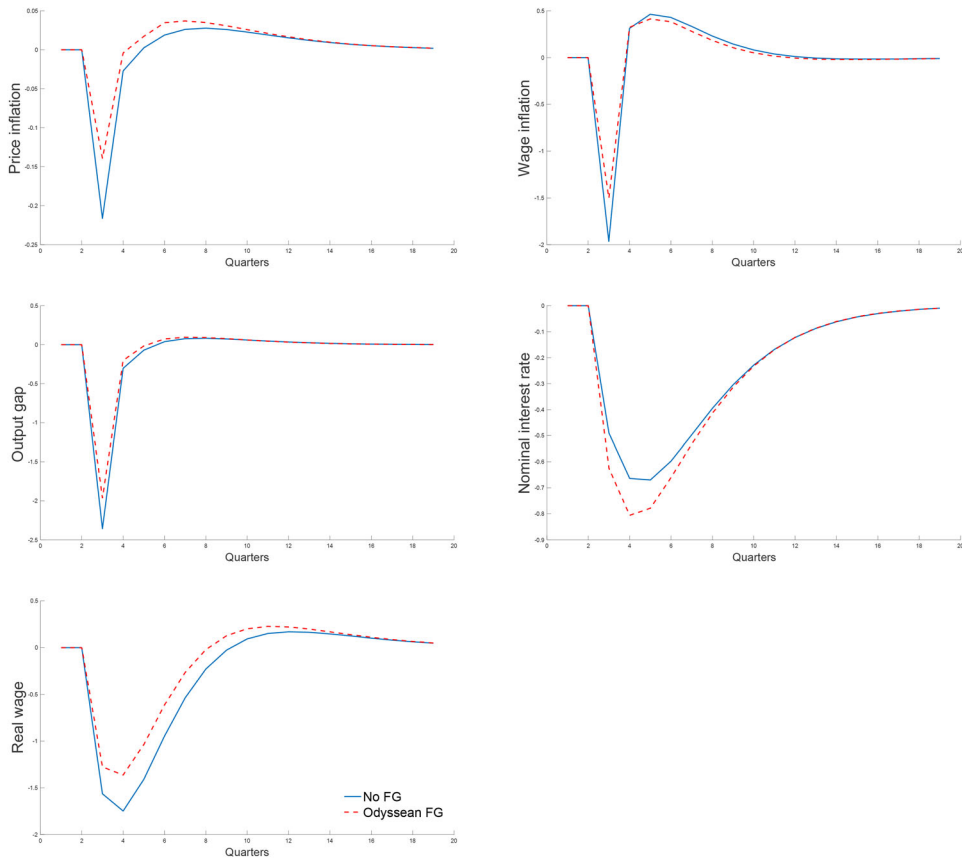 0.05
0
-0.05
-0.1
-0.15
-0.2
-0.25
Price inflation
0 2 4 6 8 10 12 14 16 18 20
Quarters
1
0.5
0
-0.5
-1
-1.5
-2
Wage inflation
0 2 4 6 8 10 12 14 16 18 20
Quarters
0.5
0
-0.5
-1
-1.5
-2
-2.5
Output gap
0 2 4 6 8 10 12 14 16 18 20
Quarters
0
-0.1
-0.2
-0.3
-0.4
-0.5
-0.6
-0.7
-0.8
-0.9
Nominal interest rate
0 2 4 6 8 10 12 14 16 18 20
Quarters
0.5
0
-0.5
-1
-1.5
-2
Real wage
No FG
Odyssean FG
0 2 4 6 8 10 12 14 16 18 20
Quarters